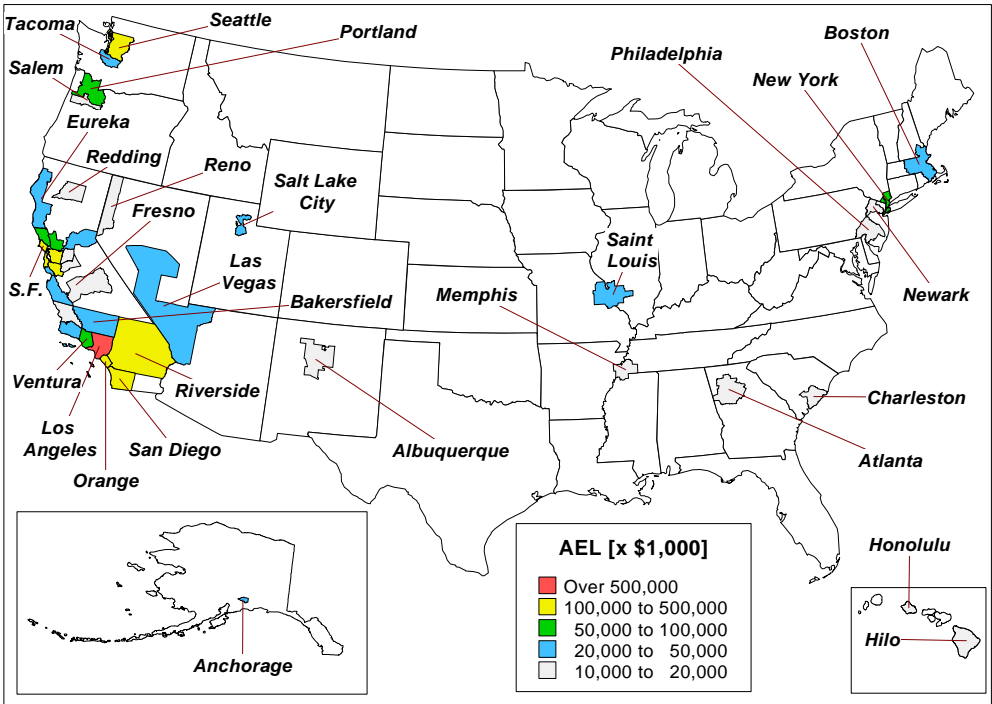 Seattle
Tacoma
Portland
Salem
Eureka
Redding
Reno
Fresno
Salt Lake
City
S.F.
Las
Vegas
Bakersfield
Ventura
Riverside
Los
Angeles
San Diego
Orange
Albuquerque
Memphis
Saint
Louis
Philadelphia
Boston
New York
Newark
Charleston
Atlanta
Anchorage
Honolulu
Hilo
AEL [x $1,000]
Over 500,000
100,000 to 500,000
50,000 to 100,000
20,000 to 50,000
10,000 to 20,000